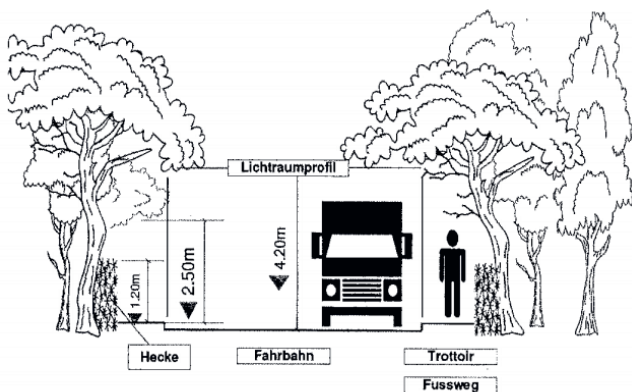 Lichtraumprofil
4.20m
2.50m
1.20m
Hecke
Fahrbahn
Trottoir
Fussweg